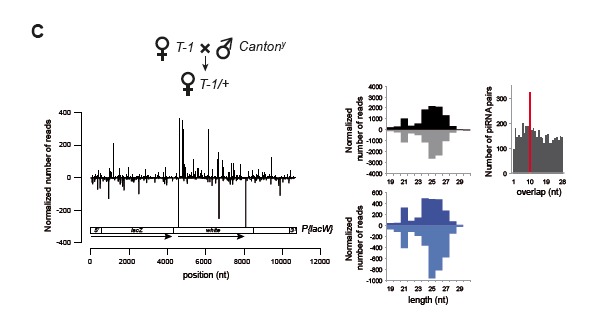 C
♀ T-1 × ♂ Cantonʸ
♀ T-1/+
Normalized number of reads
400
200
0
-200
-400
5' lacZ white 3' P{lacW}
0 2000 4000 6000 8000 10000 12000
position (nt)
Normalized number of reads
4000
3000
2000
1000
0
-1000
-2000
-3000
-4000
19 21 23 25 27 29
Number of piRNA pairs
300
200
100
0
1 10 19 28
overlap (nt)
Normalized number of reads
600
400
200
0
-200
-400
-600
-800
-1000
19 21 23 25 27 29
length (nt)